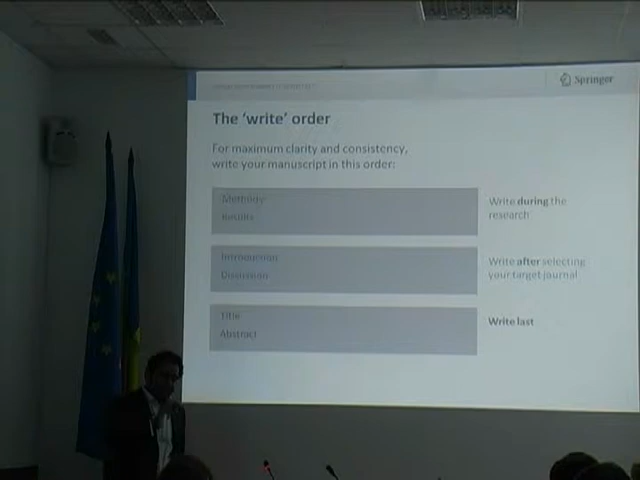 Springer
The 'write' order
For maximum clarity and consistency,
write your manuscript in this order:
Methods
Results
Write during the
research
Introduction
Discussion
Write after selecting
your target journal
Title
Abstract
Write last